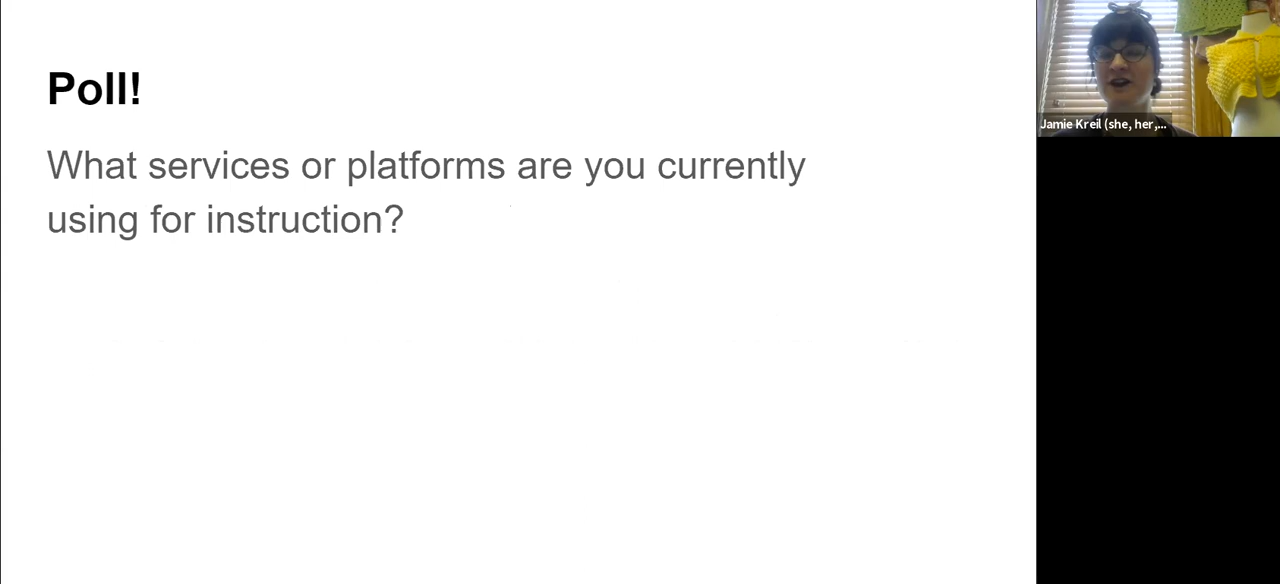 Poll!
What services or platforms are you currently
using for instruction?
Jamie Kreil (she, her,...